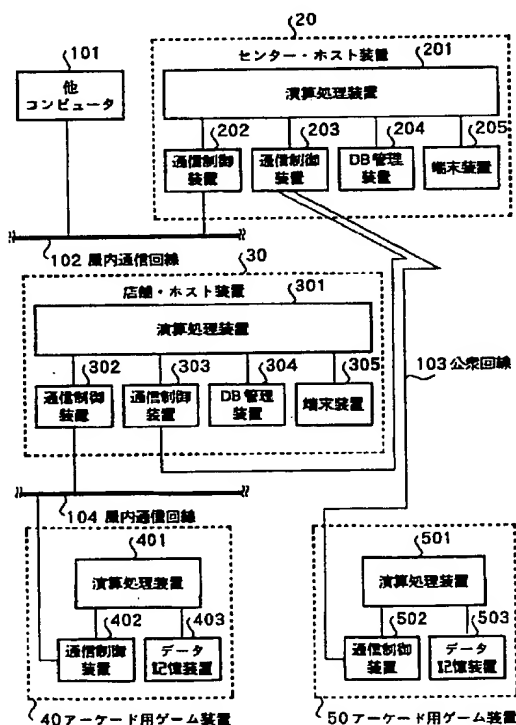 20
センター・ホスト装置
201
演算処理装置
101
他
コンピュータ
202
通信制御
装置
203
通信制御
装置
204
DB管理
装置
205
端末装置
102 屋内通信回線
30
店舗・ホスト装置
301
演算処理装置
302
通信制御
装置
303
通信制御
装置
304
DB管理
装置
305
端末装置
103 公衆回線
104 屋内通信回線
401
演算処理装置
402
通信制御
装置
403
データ
記憶装置
40 アーケード用ゲーム装置
501
演算処理装置
502
通信制御
装置
503
データ
記憶装置
50 アーケード用ゲーム装置